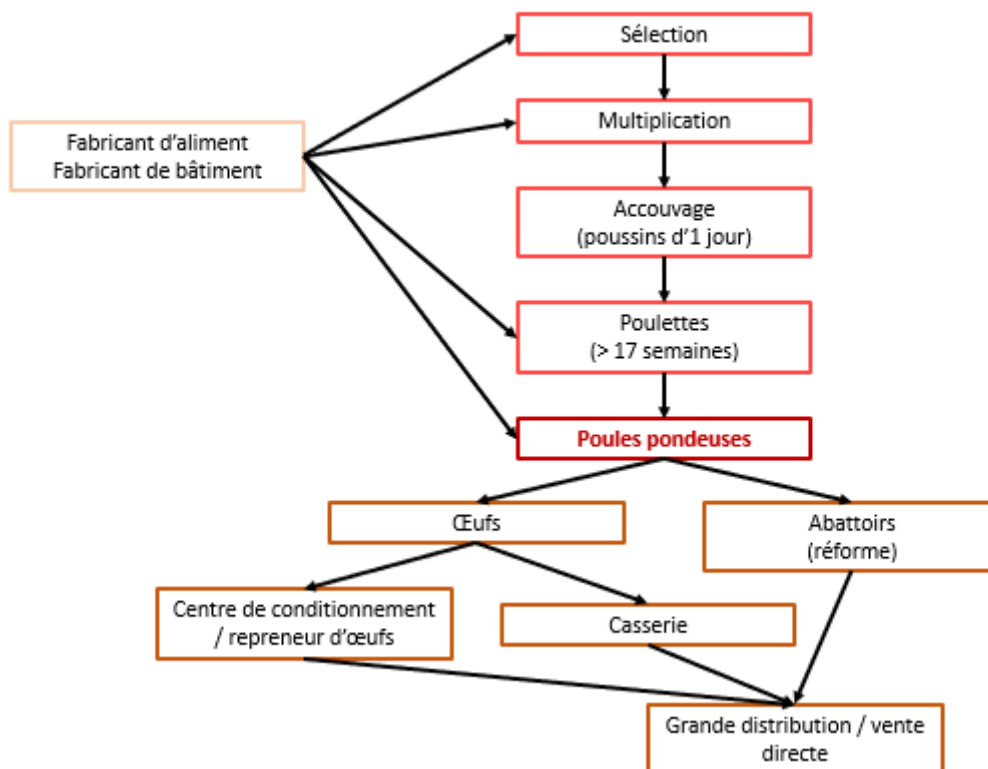 Sélection
Multiplication
Fabricant d'aliment
Fabricant de bâtiment
Accouvage
(poussins d'1 jour)
Poulettes
(> 17 semaines)
Poules pondeuses
Œufs
Abattoirs
(réforme)
Centre de conditionnement
/ repreneur d'œufs
Casserie
Grande distribution / vente
directe